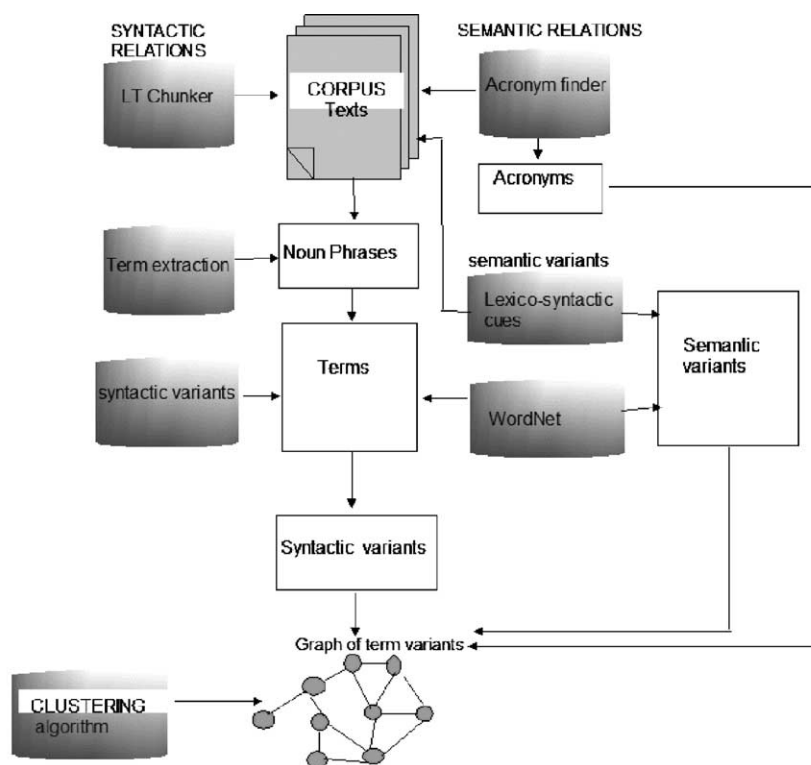 SYNTACTIC
RELATIONS
SEMANTIC RELATIONS
LT Chunker
CORPUS
Texts
Acronym finder
Acronyms
Term extraction
Noun Phrases
semantic variants
Lexico-syntactic
cues
Semantic
variants
Terms
syntactic variants
WordNet
Syntactic variants
Graph of term variants
CLUSTERING
algorithm